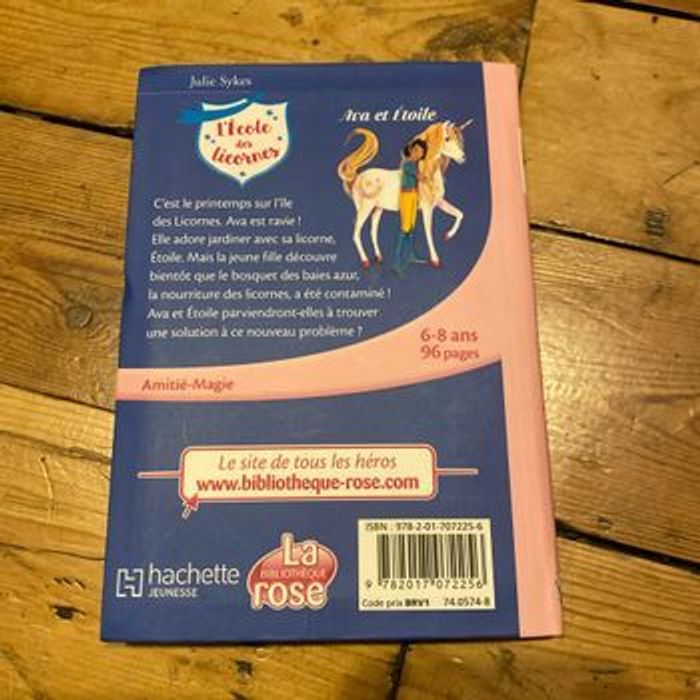 Julie Sykes
L'École
des
licornes
Ava et Étoile
C'est le printemps sur l'île
des Licornes. Ava est ravie !
Elle adore jardiner avec sa licorne,
Étoile. Mais la jeune fille découvre
bientôt que le bosquet des baies azur,
la nourriture des licornes, a été contaminé !
Ava et Étoile parviendront-elles à trouver
une solution à ce nouveau problème ?
6-8 ans
96 pages
Amitié-Magie
Le site de tous les héros
www.bibliotheque-rose.com
hachette
JEUNESSE
La
BIBLIOTHÈQUE
rose
ISBN : 978-2-01-707225-6
9 782017 072256
Code prix BRV1 74.0574-8